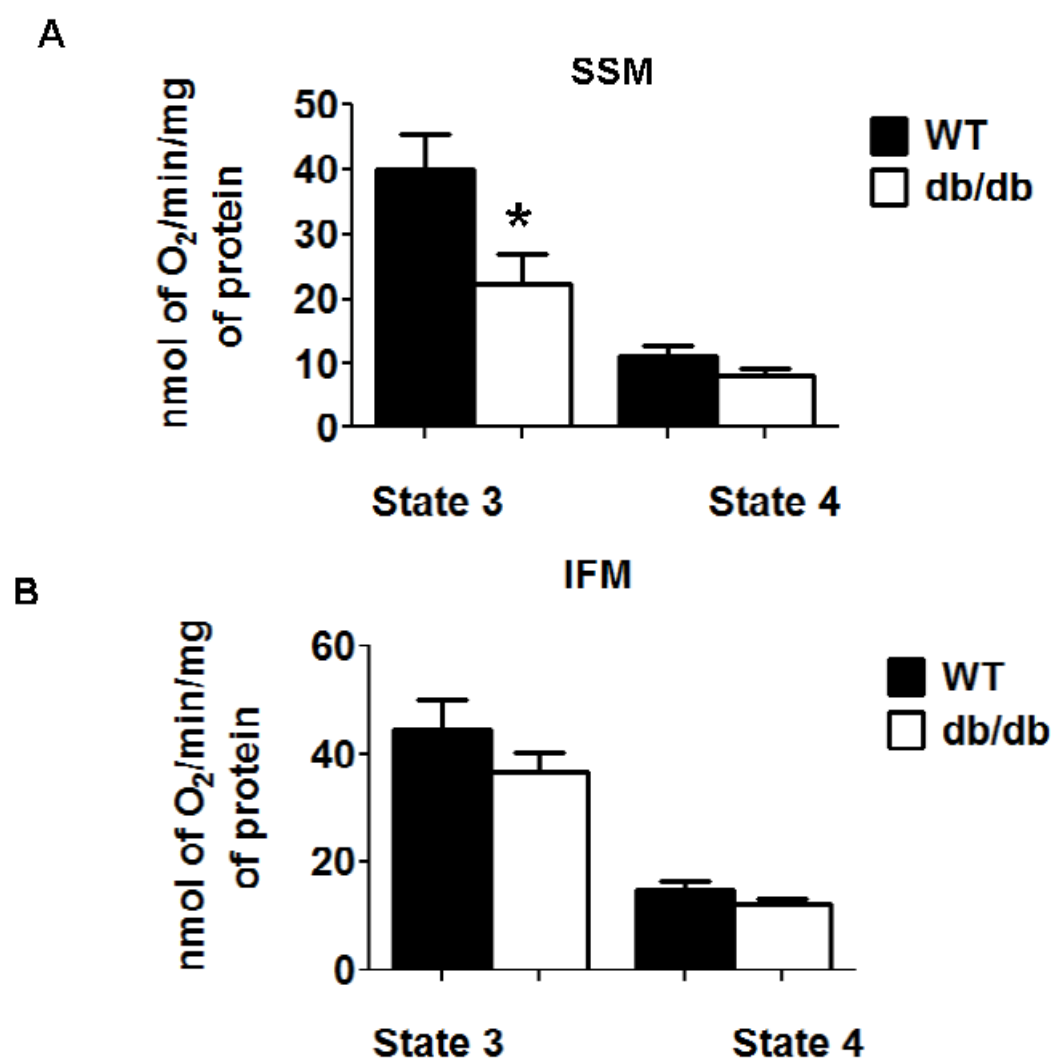 A
SSM
nmol of O₂/min/mg
of protein
50
40
30
20
10
0
*
WT
db/db
State 3
State 4
B
IFM
nmol of O₂/min/mg
of protein
60
40
20
0
WT
db/db
State 3
State 4